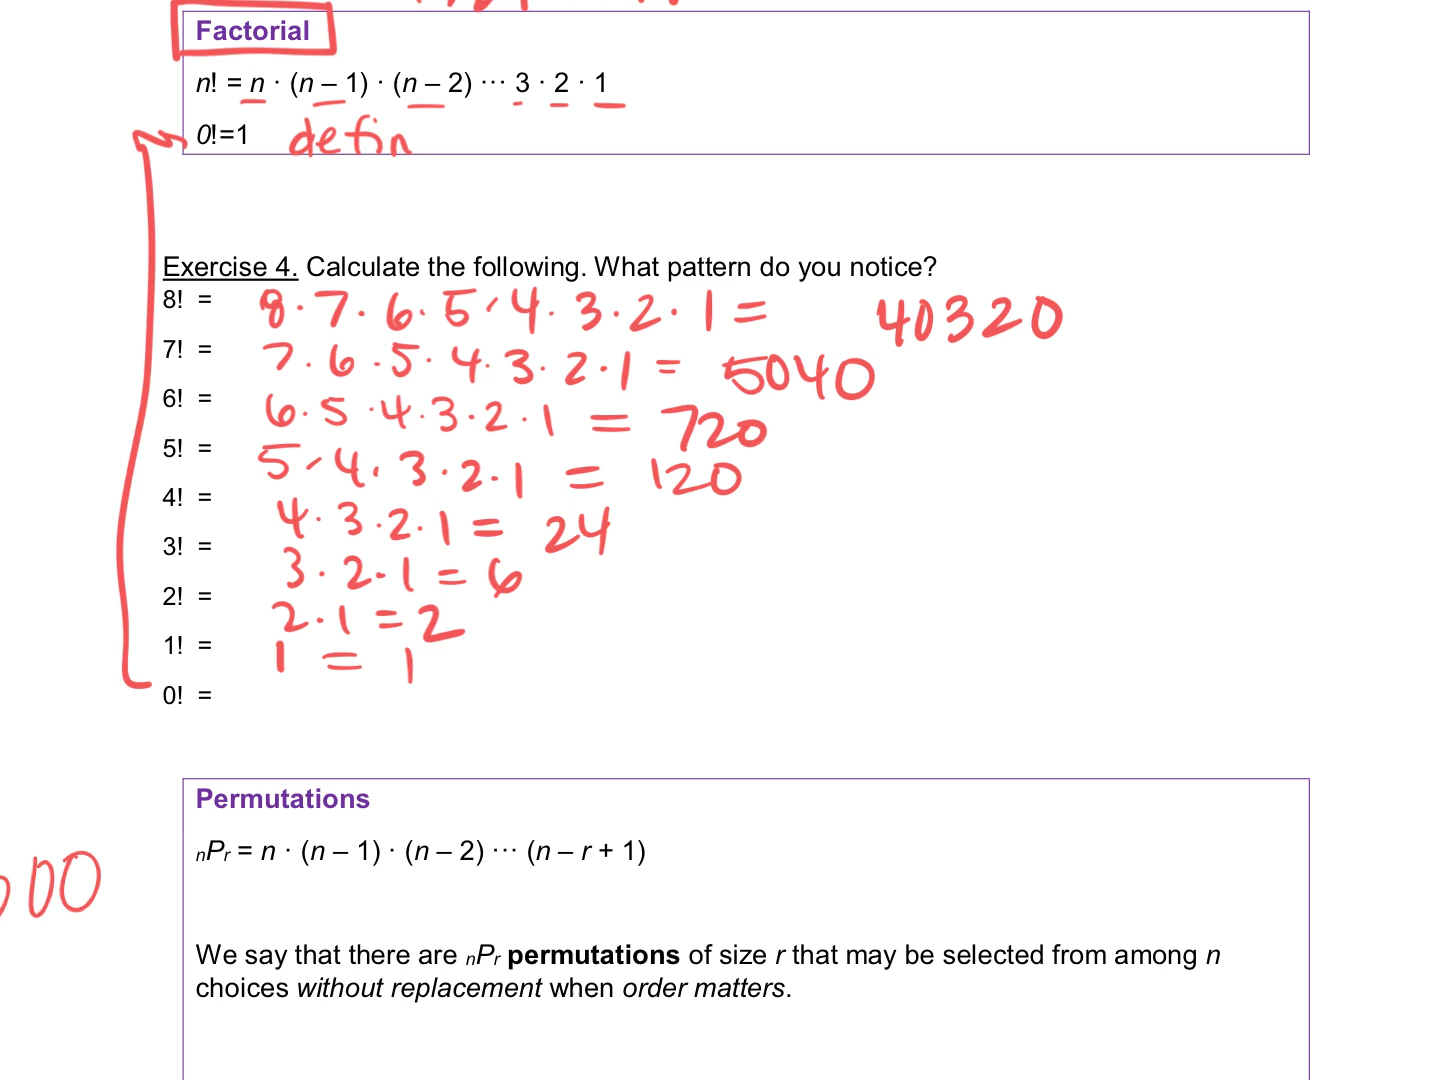 Factorial
n! = n · (n – 1) · (n – 2) ··· 3 · 2 · 1
0!=1 defin
Exercise 4. Calculate the following. What pattern do you notice?
8! = 8·7·6·5·4·3·2·1 = 40320
7! = 7·6·5·4·3·2·1 = 5040
6! = 6·5·4·3·2·1 = 720
5! = 5·4·3·2·1 = 120
4! = 4·3·2·1 = 24
3! = 3·2·1 = 6
2! = 2·1 = 2
1! = 1 = 1
0! =
Permutations
nPr = n · (n – 1) · (n – 2) ··· (n – r + 1)
00
We say that there are nPr permutations of size r that may be selected from among n
choices without replacement when order matters.